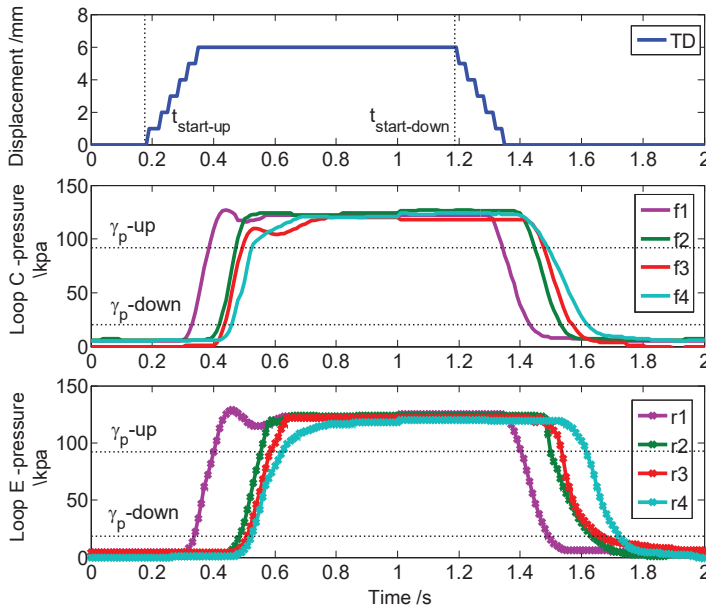 Displacement /mm
8
6
4
2
0
TD
t_start-up
t_start-down
0 0.2 0.4 0.6 0.8 1 1.2 1.4 1.6 1.8 2
Loop C -pressure
\kpa
150
100
50
0
γp-up
γp-down
f1
f2
f3
f4
0 0.2 0.4 0.6 0.8 1 1.2 1.4 1.6 1.8 2
Loop E -pressure
\kpa
150
100
50
0
γp-up
γp-down
r1
r2
r3
r4
0 0.2 0.4 0.6 0.8 1 1.2 1.4 1.6 1.8 2
Time /s